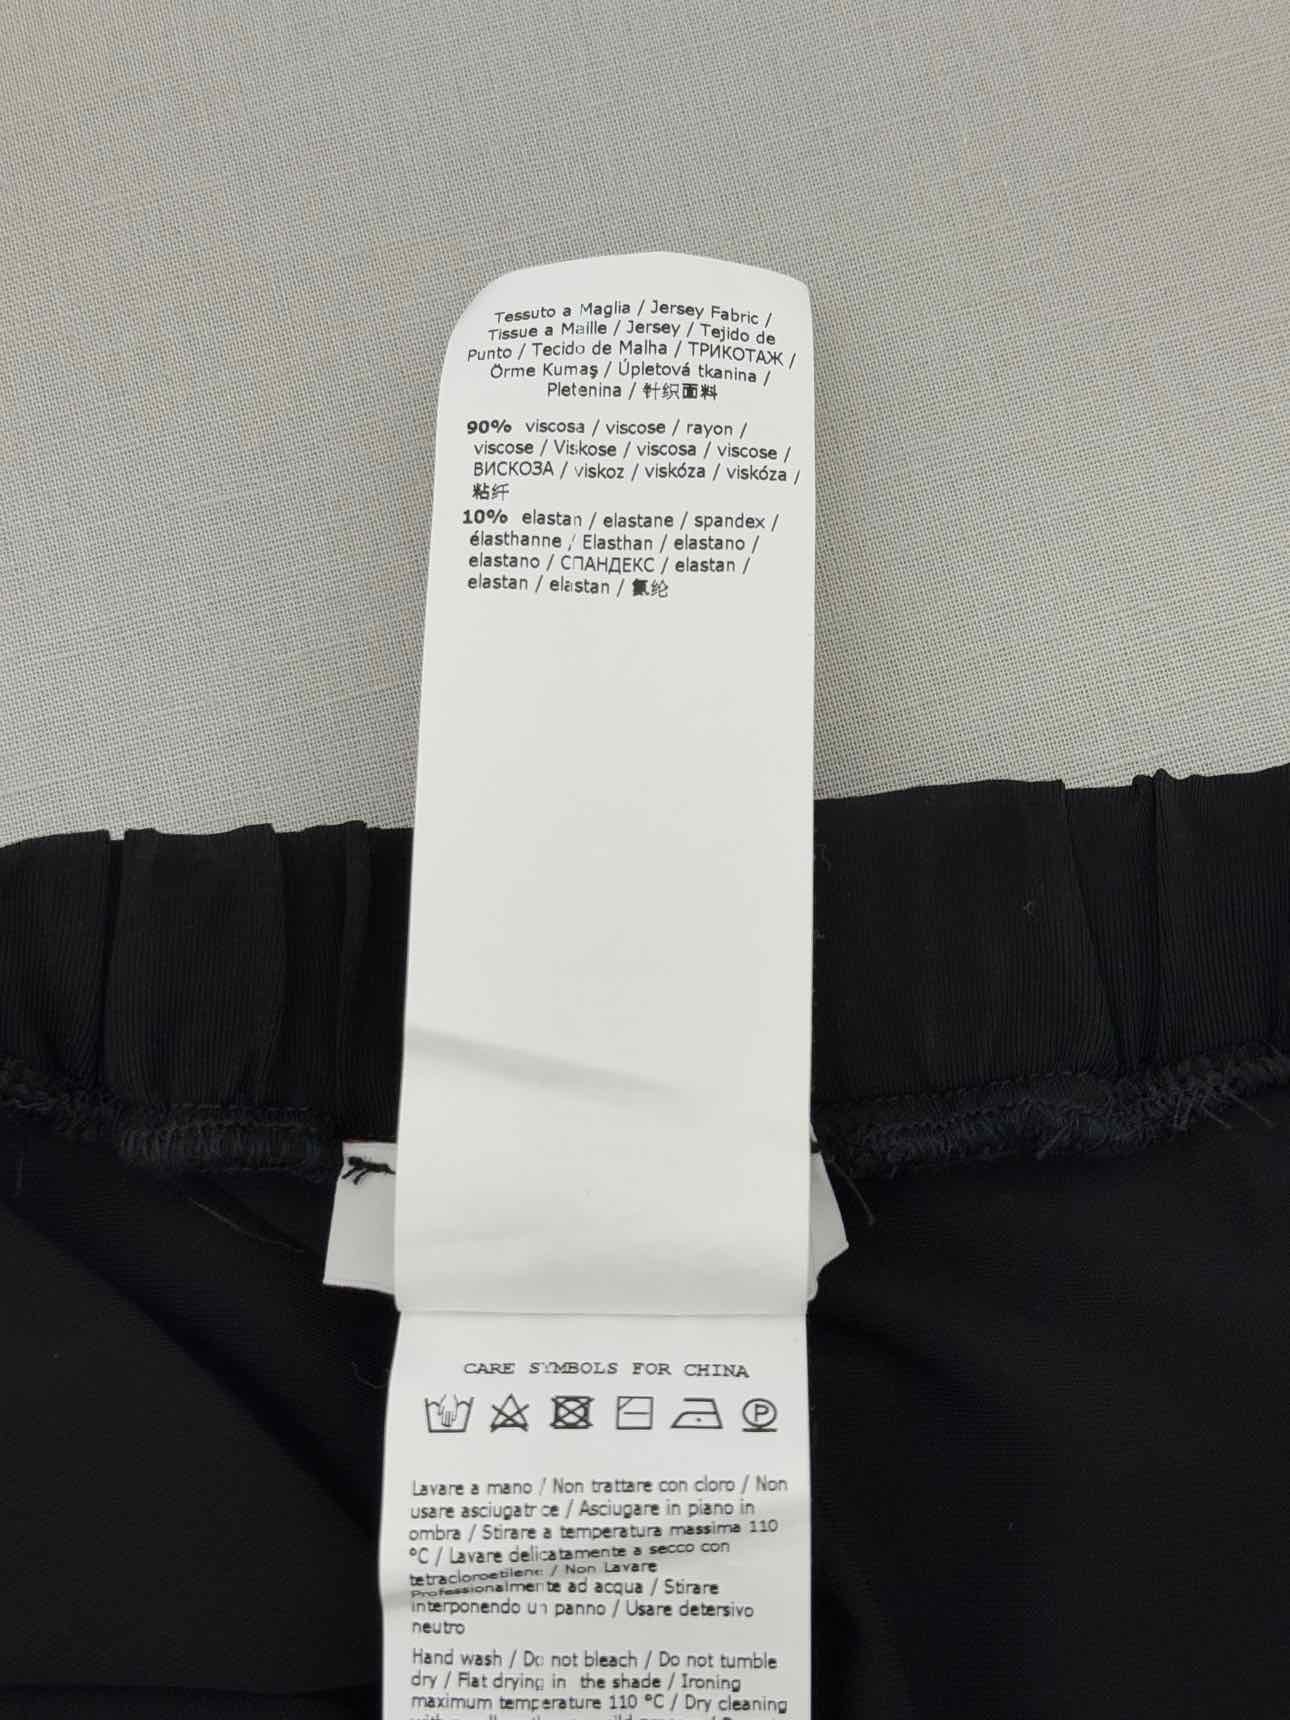 Tessuto a Maglia / Jersey Fabric /
Tissue a Maille / Jersey / Tejido de
Punto / Tecido de Malha / ТРИКОТАЖ /
Örme Kumaş / Úpletová tkanina /
Pletenina / 针织面料
90% viscosa / viscose / rayon /
viscose / Viskose / viscosa / viscose /
ВИСКОЗА / viskoz / viskóza / viskóza /
粘纤
10% elastan / elastane / spandex /
élasthanne / Elasthan / elastano /
elastano / СПАНДЕКС / elastan /
elastan / elastan / 氨纶
CARE SYMBOLS FOR CHINA
P
Lavare a mano / Non trattare con cloro / Non
usare asciugatrice / Asciugare in piano in
ombra / Stirare a temperatura massima 110
°C / Lavare delicatamente a secco con
tetracloroetilene / Non Lavare
Professionalmente ad acqua / Stirare
interponendo un panno / Usare detersivo
neutro
Hand wash / Do not bleach / Do not tumble
dry / Flat drying in the shade / Ironing
maximum temperature 110 °C / Dry cleaning